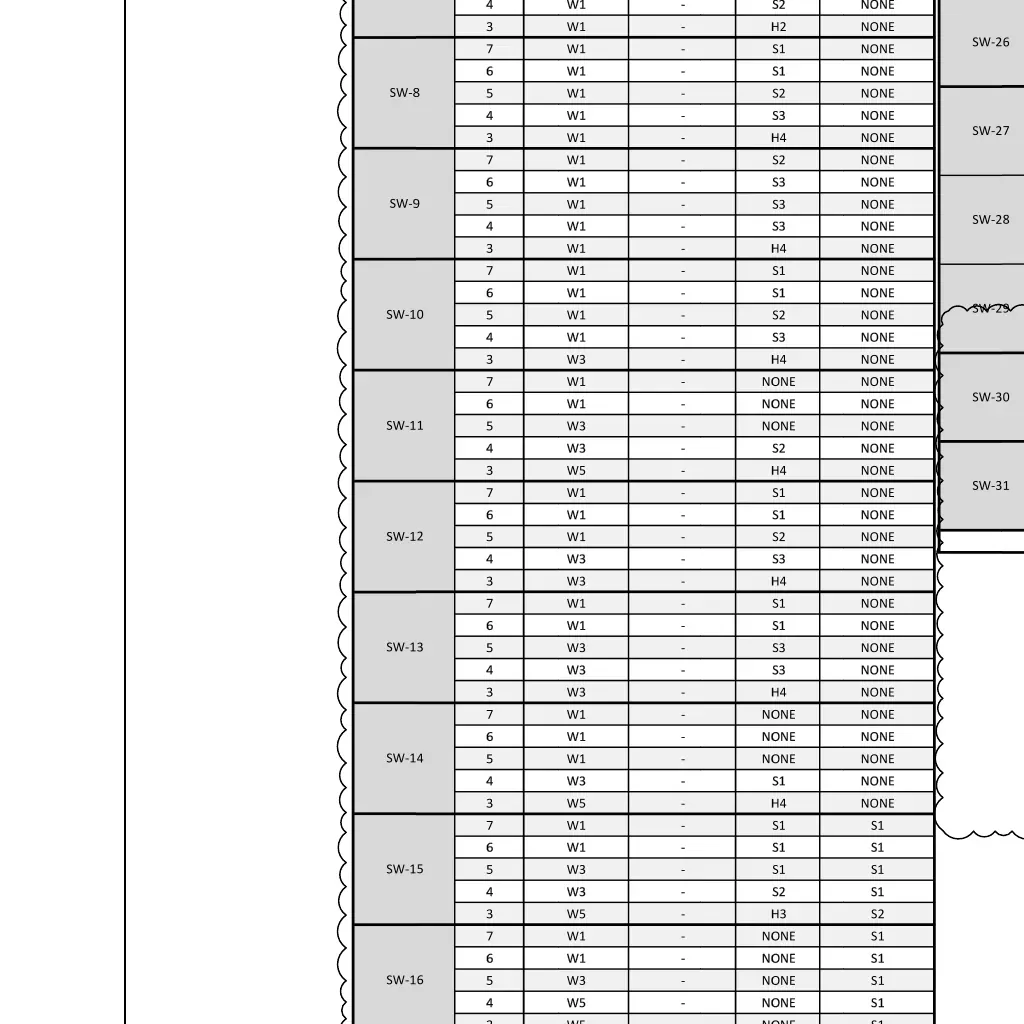 4 W1 - S2 NONE
3 W1 - H2 NONE
SW-8
7 W1 - S1 NONE
6 W1 - S1 NONE
5 W1 - S2 NONE
4 W1 - S3 NONE
3 W1 - H4 NONE
SW-9
7 W1 - S2 NONE
6 W1 - S3 NONE
5 W1 - S3 NONE
4 W1 - S3 NONE
3 W1 - H4 NONE
SW-10
7 W1 - S1 NONE
6 W1 - S1 NONE
5 W1 - S2 NONE
4 W1 - S3 NONE
3 W3 - H4 NONE
SW-11
7 W1 - NONE NONE
6 W1 - NONE NONE
5 W3 - NONE NONE
4 W3 - S2 NONE
3 W5 - H4 NONE
SW-12
7 W1 - S1 NONE
6 W1 - S1 NONE
5 W1 - S2 NONE
4 W3 - S3 NONE
3 W3 - H4 NONE
SW-13
7 W1 - S1 NONE
6 W1 - S1 NONE
5 W3 - S3 NONE
4 W3 - S3 NONE
3 W3 - H4 NONE
SW-14
7 W1 - NONE NONE
6 W1 - NONE NONE
5 W1 - NONE NONE
4 W3 - S1 NONE
3 W5 - H4 NONE
SW-15
7 W1 - S1 S1
6 W1 - S1 S1
5 W3 - S1 S1
4 W3 - S2 S1
3 W5 - H3 S2
SW-16
7 W1 - NONE S1
6 W1 - NONE S1
5 W3 - NONE S1
4 W5 - NONE S1
SW-26
SW-27
SW-28
SW-29
SW-30
SW-31